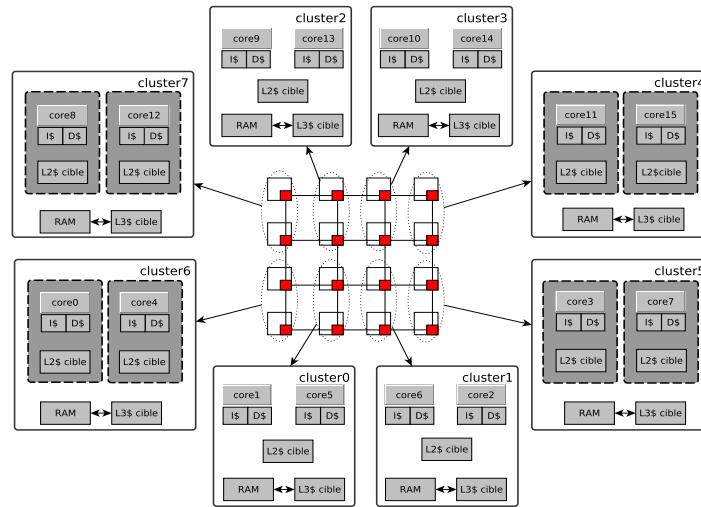 cluster2
core9 core13
I$ D$ I$ D$
L2$ cible
RAM L3$ cible
cluster3
core10 core14
I$ D$ I$ D$
L2$ cible
RAM L3$ cible
cluster7
core8 core12
I$ D$ I$ D$
L2$ cible L2$ cible
RAM L3$ cible
cluster4
core11 core15
I$ D$ I$ D$
L2$ cible L2$cible
RAM L3$ cible
cluster6
core0 core4
I$ D$ I$ D$
L2$ cible L2$ cible
RAM L3$ cible
cluster5
core3 core7
I$ D$ I$ D$
L2$ cible L2$ cible
RAM L3$ cible
cluster0
core1 core5
I$ D$ I$ D$
L2$ cible
RAM L3$ cible
cluster1
core6 core2
I$ D$ I$ D$
L2$ cible
RAM L3$ cible